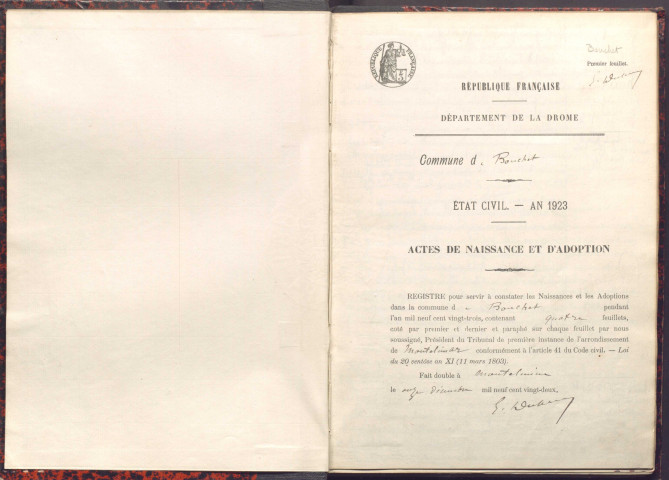 RÉPUBLIQUE FRANÇAISE
Bouchet
Premier feuillet.
RÉPUBLIQUE FRANÇAISE
DÉPARTEMENT DE LA DROME
Commune d e Bouchet
ÉTAT CIVIL. — AN 1923
ACTES DE NAISSANCE ET D'ADOPTION
REGISTRE pour servir à constater les Naissances et les Adoptions
dans la commune d e Bouchet pendant
l'an mil neuf cent vingt-trois, contenant quatre feuillets,
coté par premier et dernier et paraphé sur chaque feuillet par nous
soussigné, Président du Tribunal de première instance de l'arrondissement
de Montélimar conformément à l'article 41 du Code civil. — Loi
du 20 ventôse an XI (11 mars 1803).
Fait double à Montélimar
le onze Décembre mil neuf cent vingt-deux.